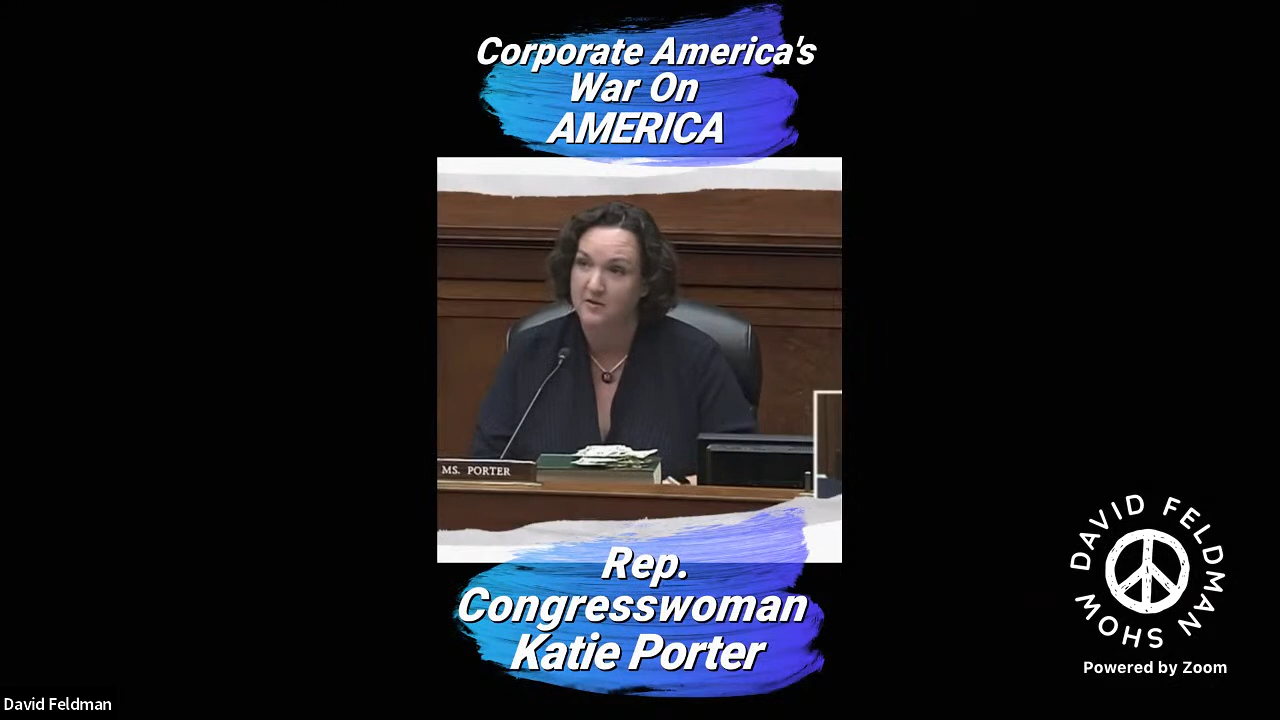 Corporate America's
War On
AMERICA
MS. PORTER
Rep.
Congresswoman
Katie Porter
DAVID FELDMAN SHOW
Powered by Zoom
David Feldman